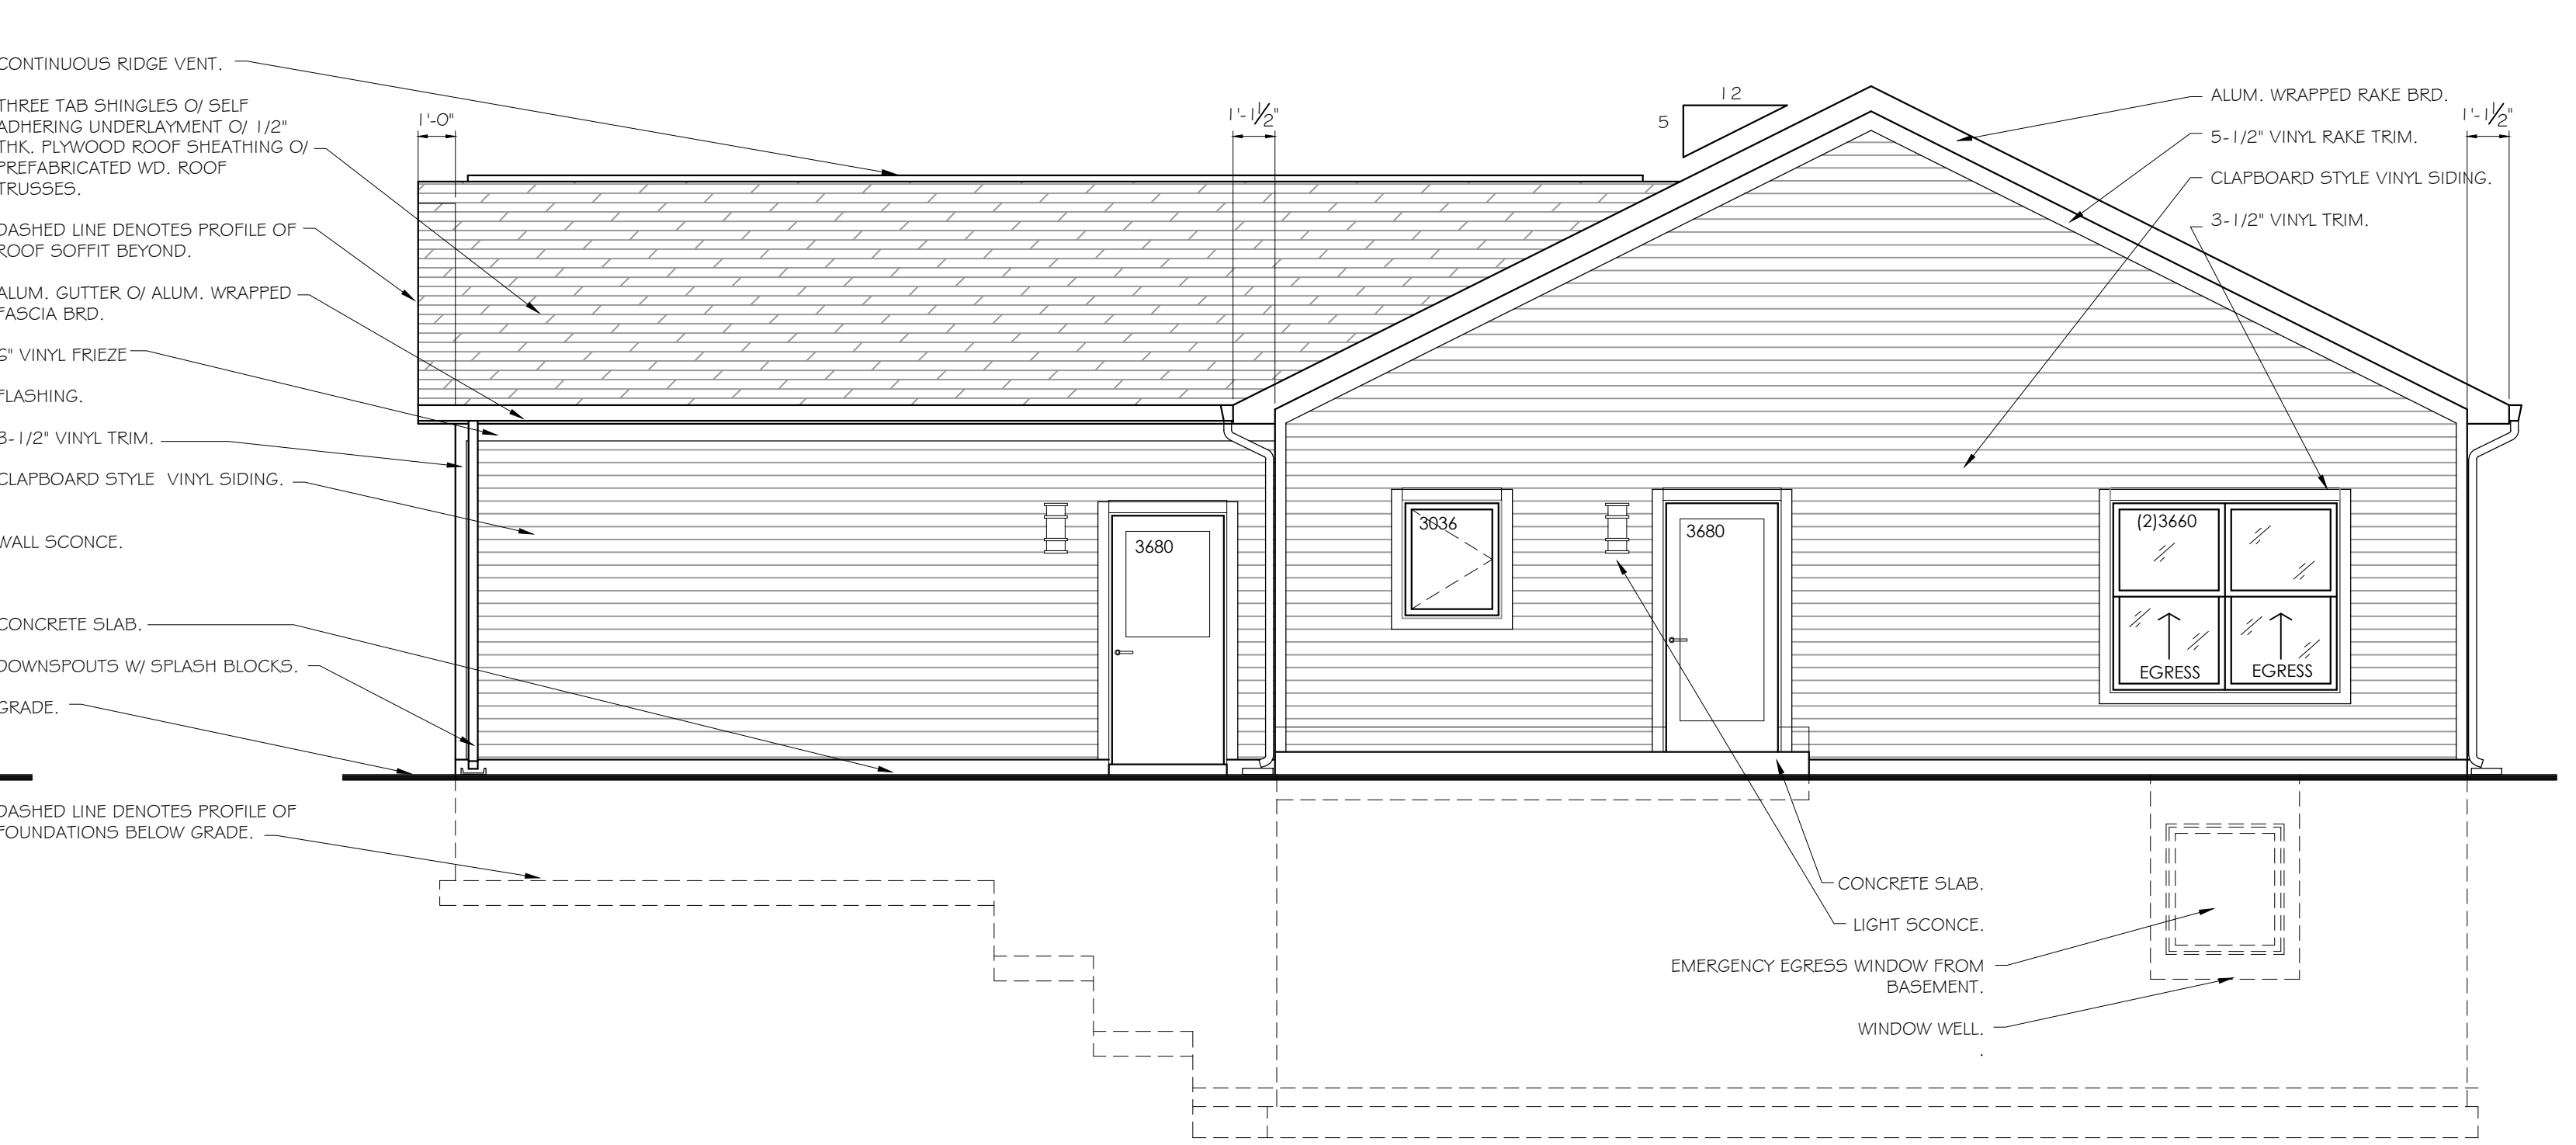 CONTINUOUS RIDGE VENT.
THREE TAB SHINGLES O/ SELF
ADHERING UNDERLAYMENT O/ 1/2"
THK. PLYWOOD ROOF SHEATHING O/
PREFABRICATED WD. ROOF
TRUSSES.
DASHED LINE DENOTES PROFILE OF
ROOF SOFFIT BEYOND.
ALUM. GUTTER O/ ALUM. WRAPPED
FASCIA BRD.
6" VINYL FRIEZE
FLASHING.
3-1/2" VINYL TRIM.
CLAPBOARD STYLE VINYL SIDING.
WALL SCONCE.
CONCRETE SLAB.
DOWNSPOUTS W/ SPLASH BLOCKS.
GRADE.
DASHED LINE DENOTES PROFILE OF
FOUNDATIONS BELOW GRADE.
1'-0"
1'-1 1/2"
12
5
3680
3036
3680
(2)3660
EGRESS
EGRESS
ALUM. WRAPPED RAKE BRD.
1'-1 1/2"
5-1/2" VINYL RAKE TRIM.
CLAPBOARD STYLE VINYL SIDING.
3-1/2" VINYL TRIM.
CONCRETE SLAB.
LIGHT SCONCE.
EMERGENCY EGRESS WINDOW FROM
BASEMENT.
WINDOW WELL.
.